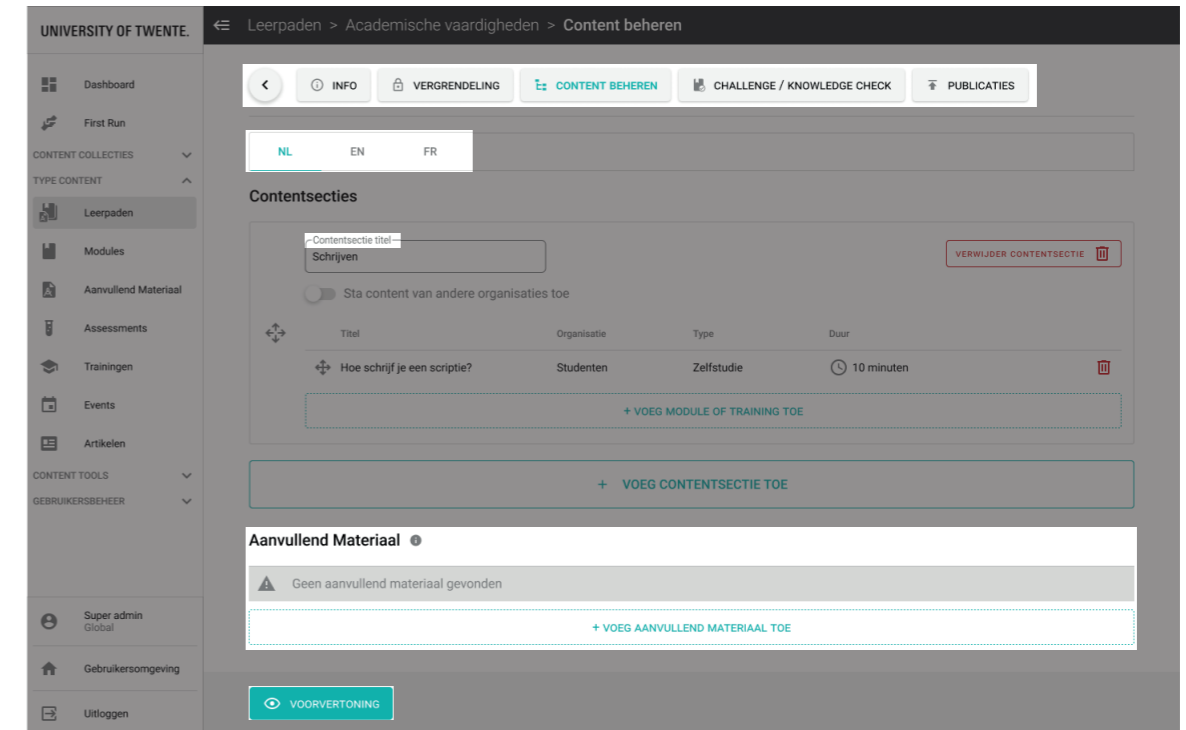 UNIVERSITY OF TWENTE.
Leerpaden > Academische vaardigheden > Content beheren
Dashboard
First Run
CONTENT COLLECTIES
TYPE CONTENT
Leerpaden
Modules
Aanvullend Materiaal
Assessments
Trainingen
Events
Artikelen
CONTENT TOOLS
GEBRUIKERSBEHEER
Super admin
Global
Gebruikersomgeving
Uitloggen
INFO
VERGRENDELING
CONTENT BEHEREN
CHALLENGE / KNOWLEDGE CHECK
PUBLICATIES
NL EN FR
Contentsecties
Contentsectie titel
Schrijven
VERWIJDER CONTENTSECTIE
Sta content van andere organisaties toe
Titel Organisatie Type Duur
Hoe schrijf je een scriptie? Studenten Zelfstudie 10 minuten
+ VOEG MODULE OF TRAINING TOE
+ VOEG CONTENTSECTIE TOE
Aanvullend Materiaal
Geen aanvullend materiaal gevonden
+ VOEG AANVULLEND MATERIAAL TOE
VOORVERTONING